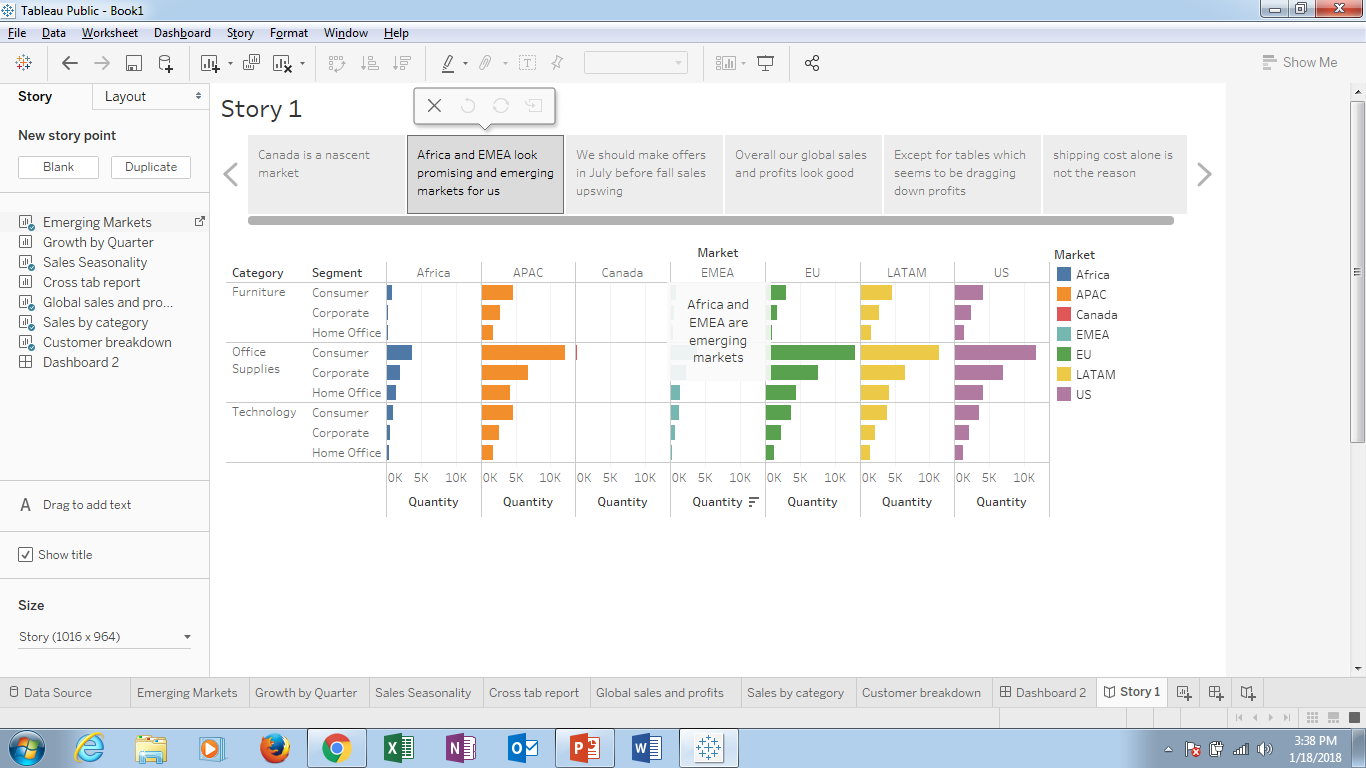 Tableau Public - Book1
File Data Worksheet Dashboard Story Format Window Help
Show Me
Story Layout
New story point
Blank Duplicate
Emerging Markets
Growth by Quarter
Sales Seasonality
Cross tab report
Global sales and pro...
Sales by category
Customer breakdown
Dashboard 2
A Drag to add text
Show title
Size
Story (1016 x 964)
Story 1
Canada is a nascent
market
Africa and EMEA look
promising and emerging
markets for us
We should make offers
in July before fall sales
upswing
Overall our global sales
and profits look good
Except for tables which
seems to be dragging
down profits
shipping cost alone is
not the reason
Market
Category Segment Africa APAC Canada EMEA EU LATAM US
Furniture Consumer
Corporate
Home Office
Office
Supplies
Consumer
Corporate
Home Office
Technology Consumer
Corporate
Home Office
Africa and
EMEA are
emerging
markets
0K 5K 10K 0K 5K 10K 0K 5K 10K 0K 5K 10K 0K 5K 10K 0K 5K 10K 0K 5K 10K
Quantity Quantity Quantity Quantity Quantity Quantity Quantity
Market
Africa
APAC
Canada
EMEA
EU
LATAM
US
Data Source Emerging Markets Growth by Quarter Sales Seasonality Cross tab report Global sales and profits Sales by category Customer breakdown Dashboard 2 Story 1
3:38 PM
1/18/2018